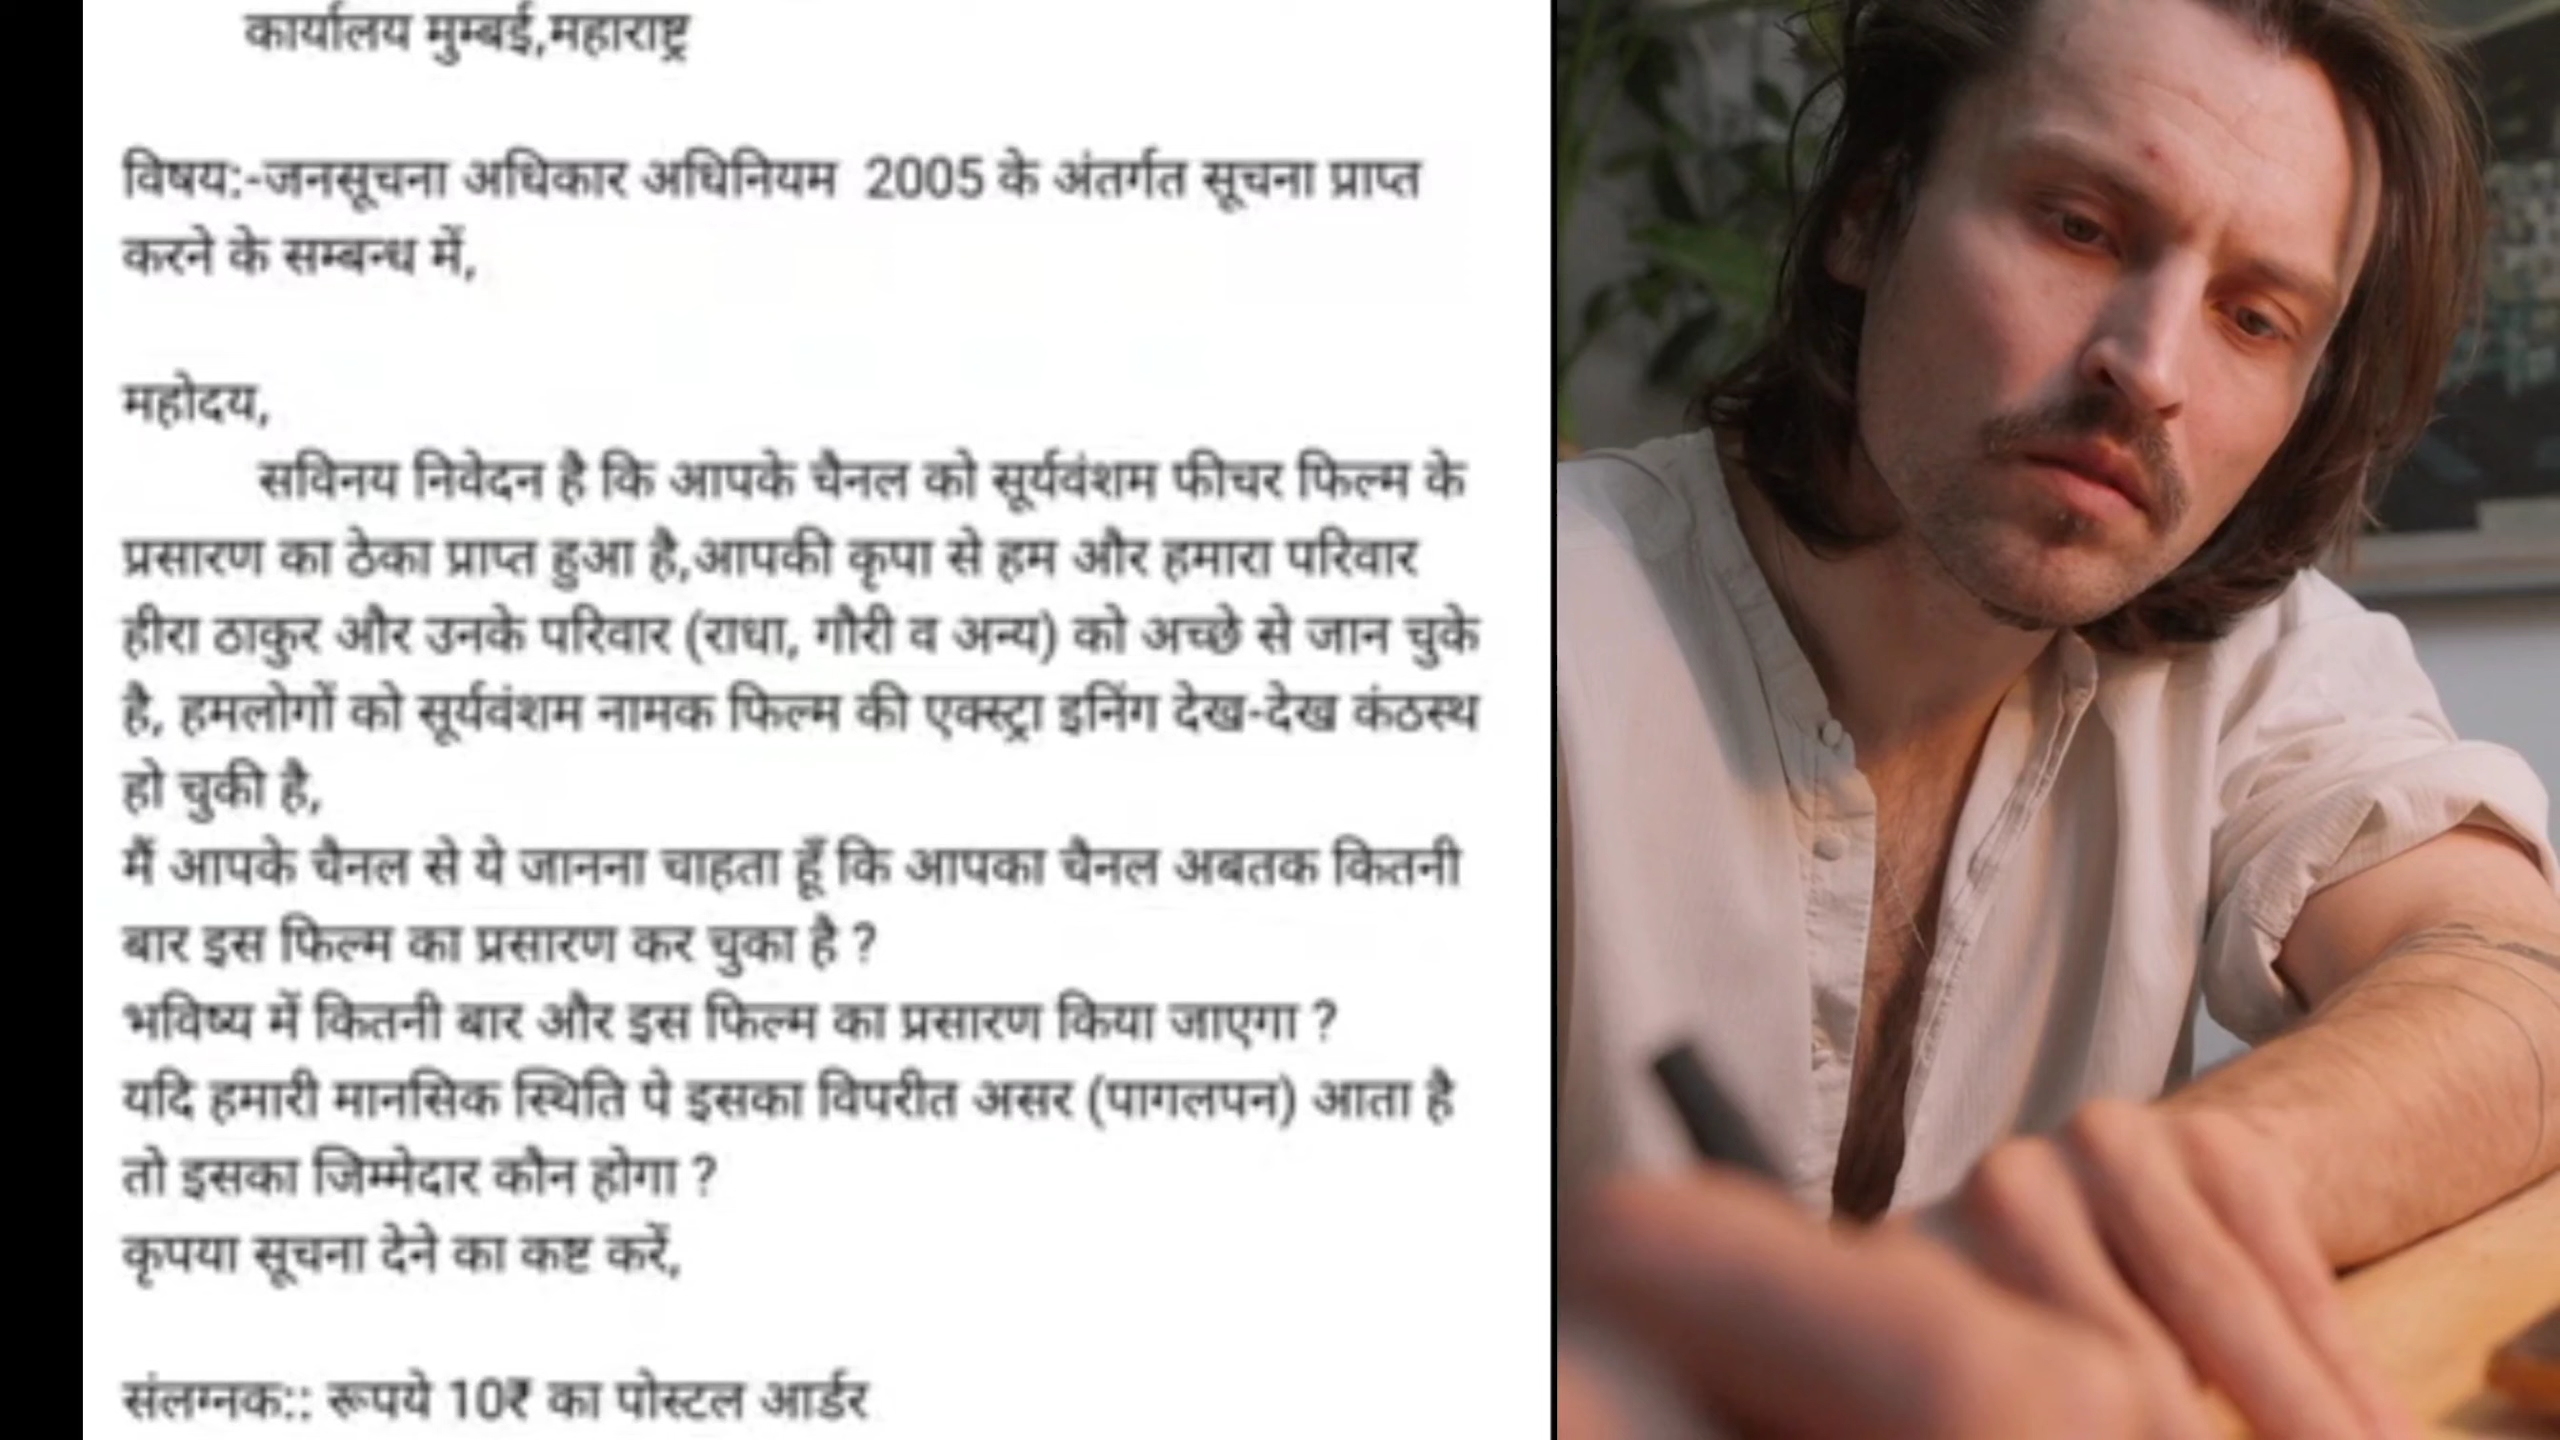 कार्यालय मुम्बई,महाराष्ट्र
विषय:-जनसूचना अधिकार अधिनियम 2005 के अंतर्गत सूचना प्राप्त
करने के सम्बन्ध में,
महोदय,
सविनय निवेदन है कि आपके चैनल को सूर्यवंशम फीचर फिल्म के
प्रसारण का ठेका प्राप्त हुआ है,आपकी कृपा से हम और हमारा परिवार
हीरा ठाकुर और उनके परिवार (राधा, गौरी व अन्य) को अच्छे से जान चुके
है, हमलोगों को सूर्यवंशम नामक फिल्म की एक्स्ट्रा इनिंग देख-देख कंठस्थ
हो चुकी है,
मैं आपके चैनल से ये जानना चाहता हूँ कि आपका चैनल अबतक कितनी
बार इस फिल्म का प्रसारण कर चुका है ?
भविष्य में कितनी बार और इस फिल्म का प्रसारण किया जाएगा ?
यदि हमारी मानसिक स्थिति पे इसका विपरीत असर (पागलपन) आता है
तो इसका जिम्मेदार कौन होगा ?
कृपया सूचना देने का कष्ट करें,
संलग्नक:: रूपये 10₹ का पोस्टल आर्डर